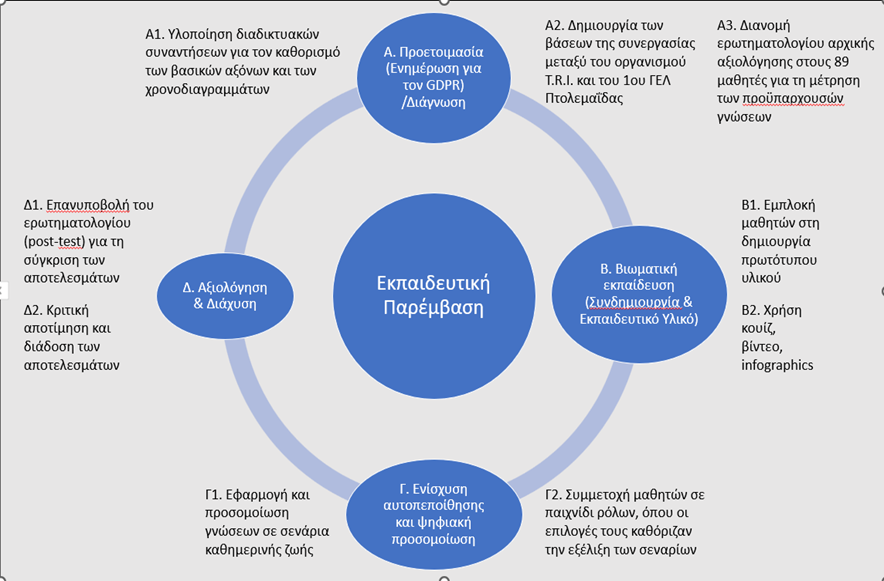 Α1. Υλοποίηση διαδικτυακών
συναντήσεων για τον καθορισμό
των βασικών αξόνων και των
χρονοδιαγραμμάτων
Α. Προετοιμασία
(Ενημέρωση για
τον GDPR)
/Διάγνωση
Α2. Δημιουργία των
βάσεων της συνεργασίας
μεταξύ του οργανισμού
T.R.I. και του 1ου ΓΕΛ
Πτολεμαΐδας
Α3. Διανομή
ερωτηματολογίου αρχικής
αξιολόγησης στους 89
μαθητές για τη μέτρηση
των προϋπαρχουσών
γνώσεων
Δ1. Επανυποβολή του
ερωτηματολογίου
(post-test) για τη
σύγκριση των
αποτελεσμάτων
Δ2. Κριτική
αποτίμηση και
διάδοση των
αποτελεσμάτων
Δ. Αξιολόγηση
& Διάχυση
Εκπαιδευτική
Παρέμβαση
Β. Βιωματική
εκπαίδευση
(Συνδημιουργία &
Εκπαιδευτικό Υλικό)
Β1. Εμπλοκή
μαθητών στη
δημιουργία
πρωτότυπου
υλικού
Β2. Χρήση
κουίζ,
βίντεο,
infographics
Γ1. Εφαρμογή και
προσομοίωση
γνώσεων σε σενάρια
καθημερινής ζωής
Γ. Ενίσχυση
αυτοπεποίθησης
και ψηφιακή
προσομοίωση
Γ2. Συμμετοχή μαθητών σε
παιχνίδι ρόλων, όπου οι
επιλογές τους καθόριζαν
την εξέλιξη των σεναρίων